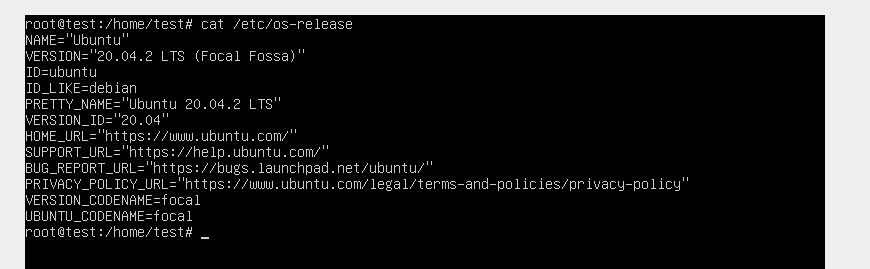 root@test:/home/test# cat /etc/os-release
NAME="Ubuntu"
VERSION="20.04.2 LTS (Focal Fossa)"
ID=ubuntu
ID_LIKE=debian
PRETTY_NAME="Ubuntu 20.04.2 LTS"
VERSION_ID="20.04"
HOME_URL="https://www.ubuntu.com/"
SUPPORT_URL="https://help.ubuntu.com/"
BUG_REPORT_URL="https://bugs.launchpad.net/ubuntu/"
PRIVACY_POLICY_URL="https://www.ubuntu.com/legal/terms-and-policies/privacy-policy"
VERSION_CODENAME=focal
UBUNTU_CODENAME=focal
root@test:/home/test# _